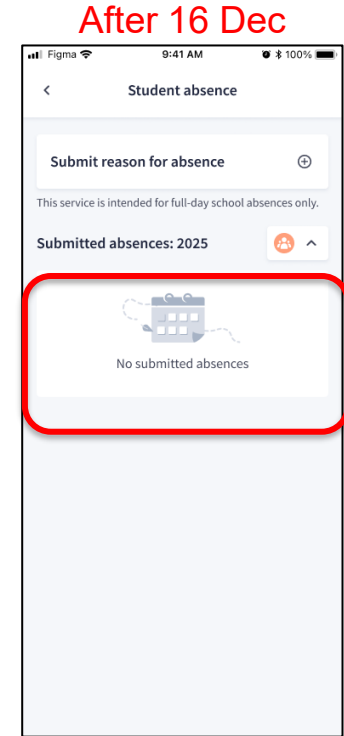 After 16 Dec
Figma 9:41 AM 100%
Student absence
Submit reason for absence
This service is intended for full-day school absences only.
Submitted absences: 2025
No submitted absences